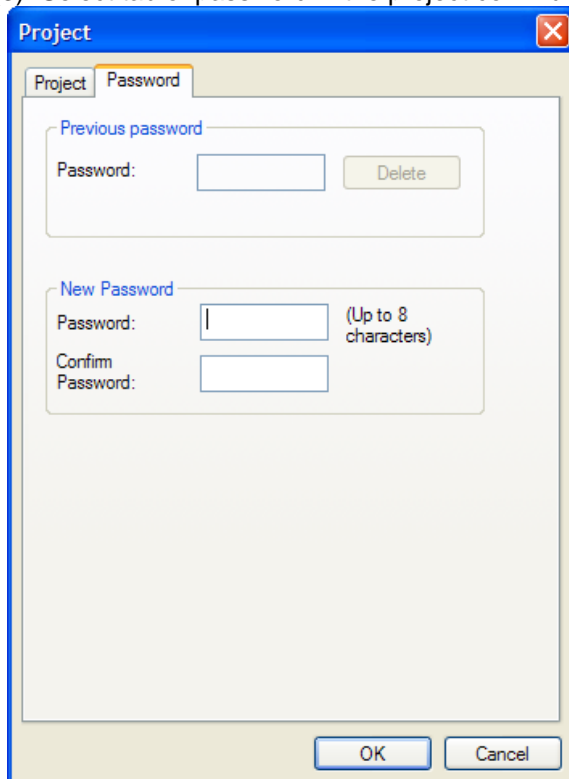 Project
Project Password
Previous password
Password: Delete
New Password
Password: (Up to 8
characters)
Confirm
Password:
OK Cancel